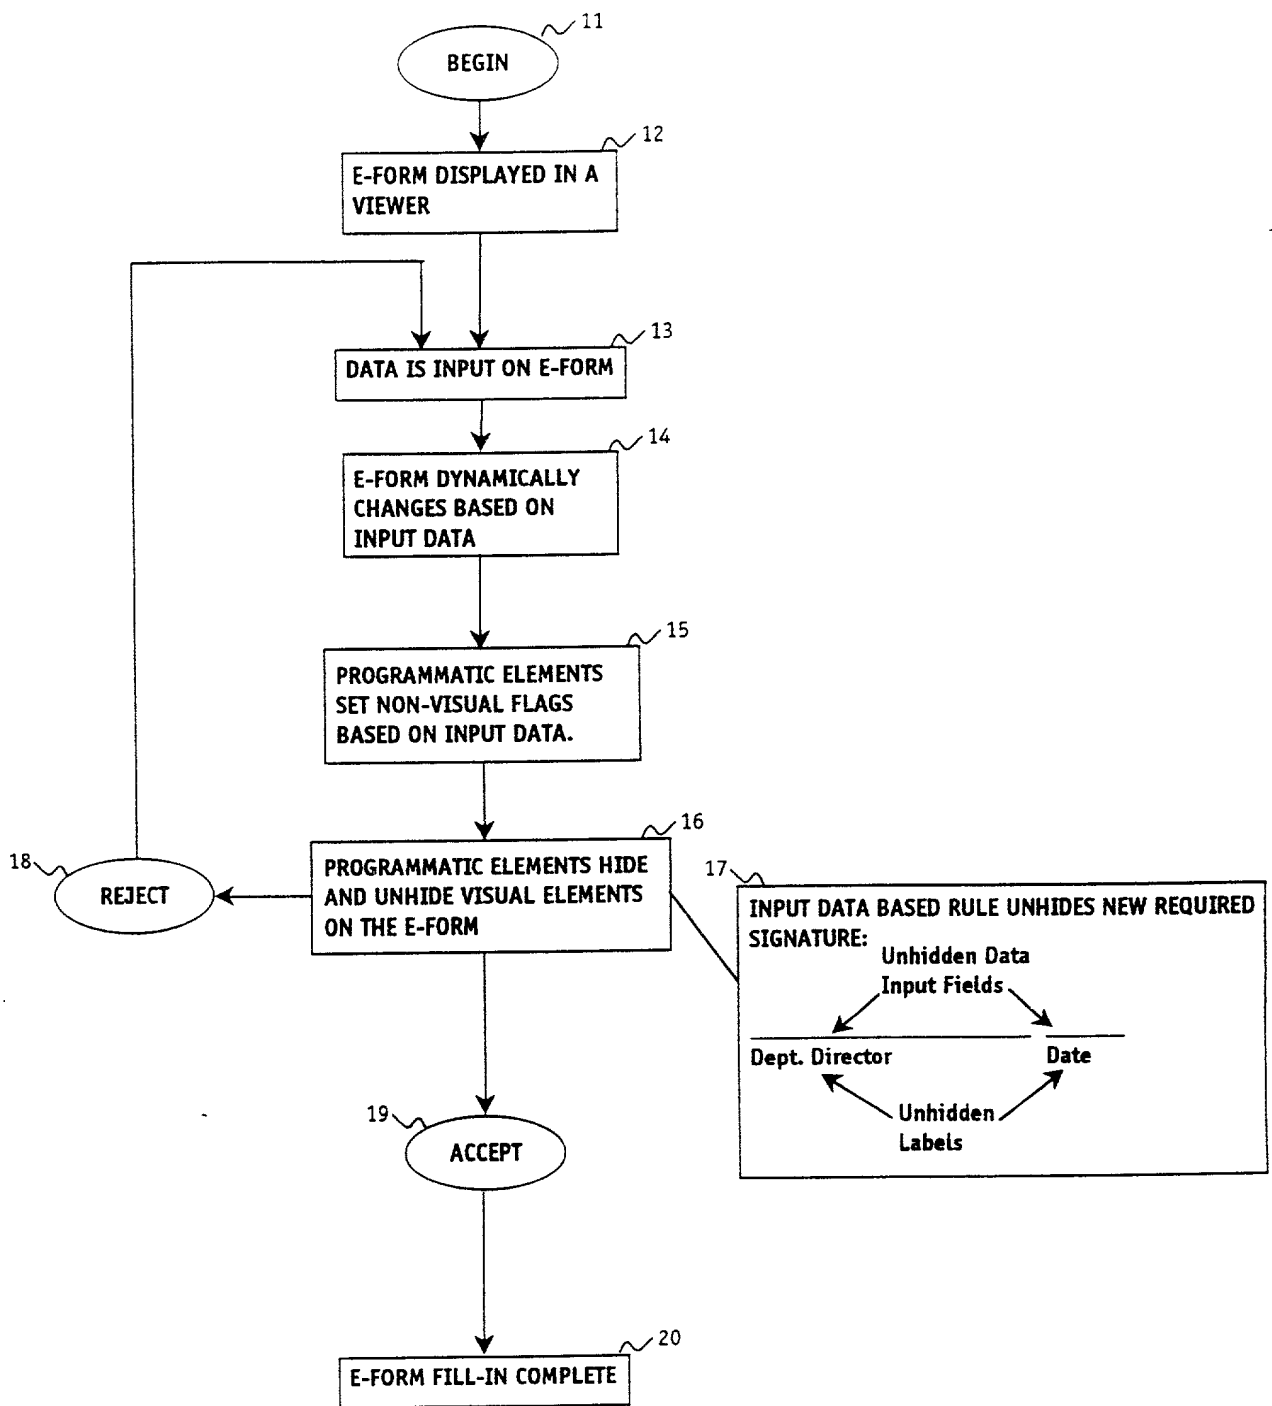 11
BEGIN
12
E-FORM DISPLAYED IN A
VIEWER
13
DATA IS INPUT ON E-FORM
14
E-FORM DYNAMICALLY
CHANGES BASED ON
INPUT DATA
15
PROGRAMMATIC ELEMENTS
SET NON-VISUAL FLAGS
BASED ON INPUT DATA.
16
PROGRAMMATIC ELEMENTS HIDE
AND UNHIDE VISUAL ELEMENTS
ON THE E-FORM
18
REJECT
17
INPUT DATA BASED RULE UNHIDES NEW REQUIRED
SIGNATURE:
Unhidden Data
Input Fields
Dept. Director
Date
Unhidden
Labels
19
ACCEPT
20
E-FORM FILL-IN COMPLETE